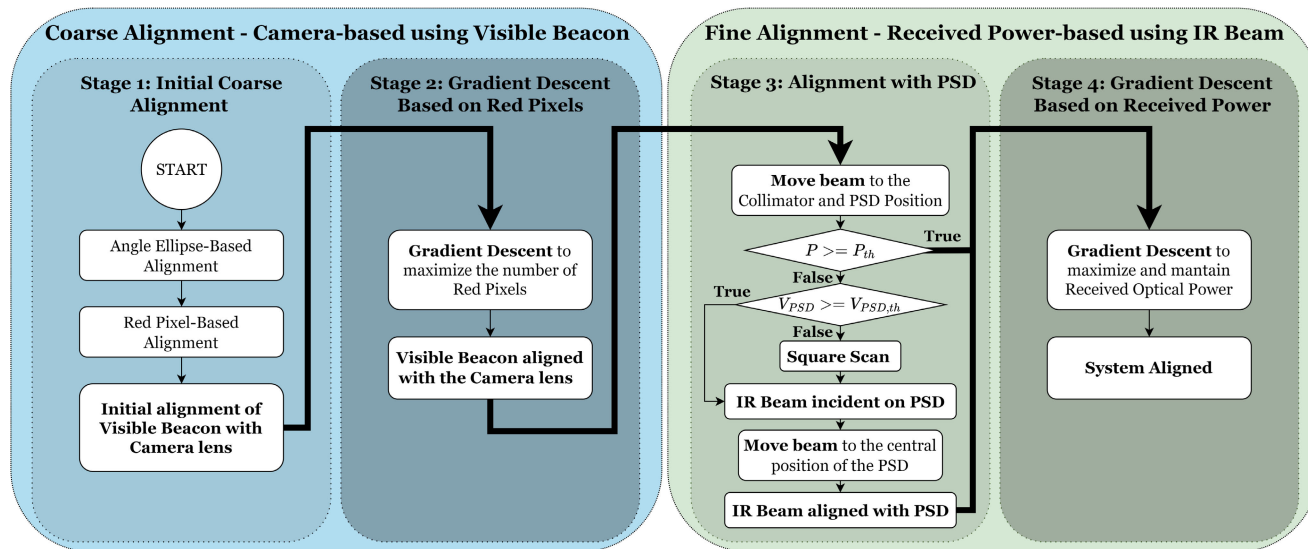 Coarse Alignment - Camera-based using Visible Beacon
Stage 1: Initial Coarse
Alignment
START
Angle Ellipse-Based
Alignment
Red Pixel-Based
Alignment
Initial alignment of
Visible Beacon with
Camera lens
Stage 2: Gradient Descent
Based on Red Pixels
Gradient Descent to
maximize the number of
Red Pixels
Visible Beacon aligned
with the Camera lens
Fine Alignment - Received Power-based using IR Beam
Stage 3: Alignment with PSD
Move beam to the
Collimator and PSD Position
P >= P_{th}
True
False
V_{PSD} >= V_{PSD,th}
True
False
Square Scan
IR Beam incident on PSD
Move beam to the central
position of the PSD
IR Beam aligned with PSD
Stage 4: Gradient Descent
Based on Received Power
Gradient Descent to
maximize and mantain
Received Optical Power
System Aligned